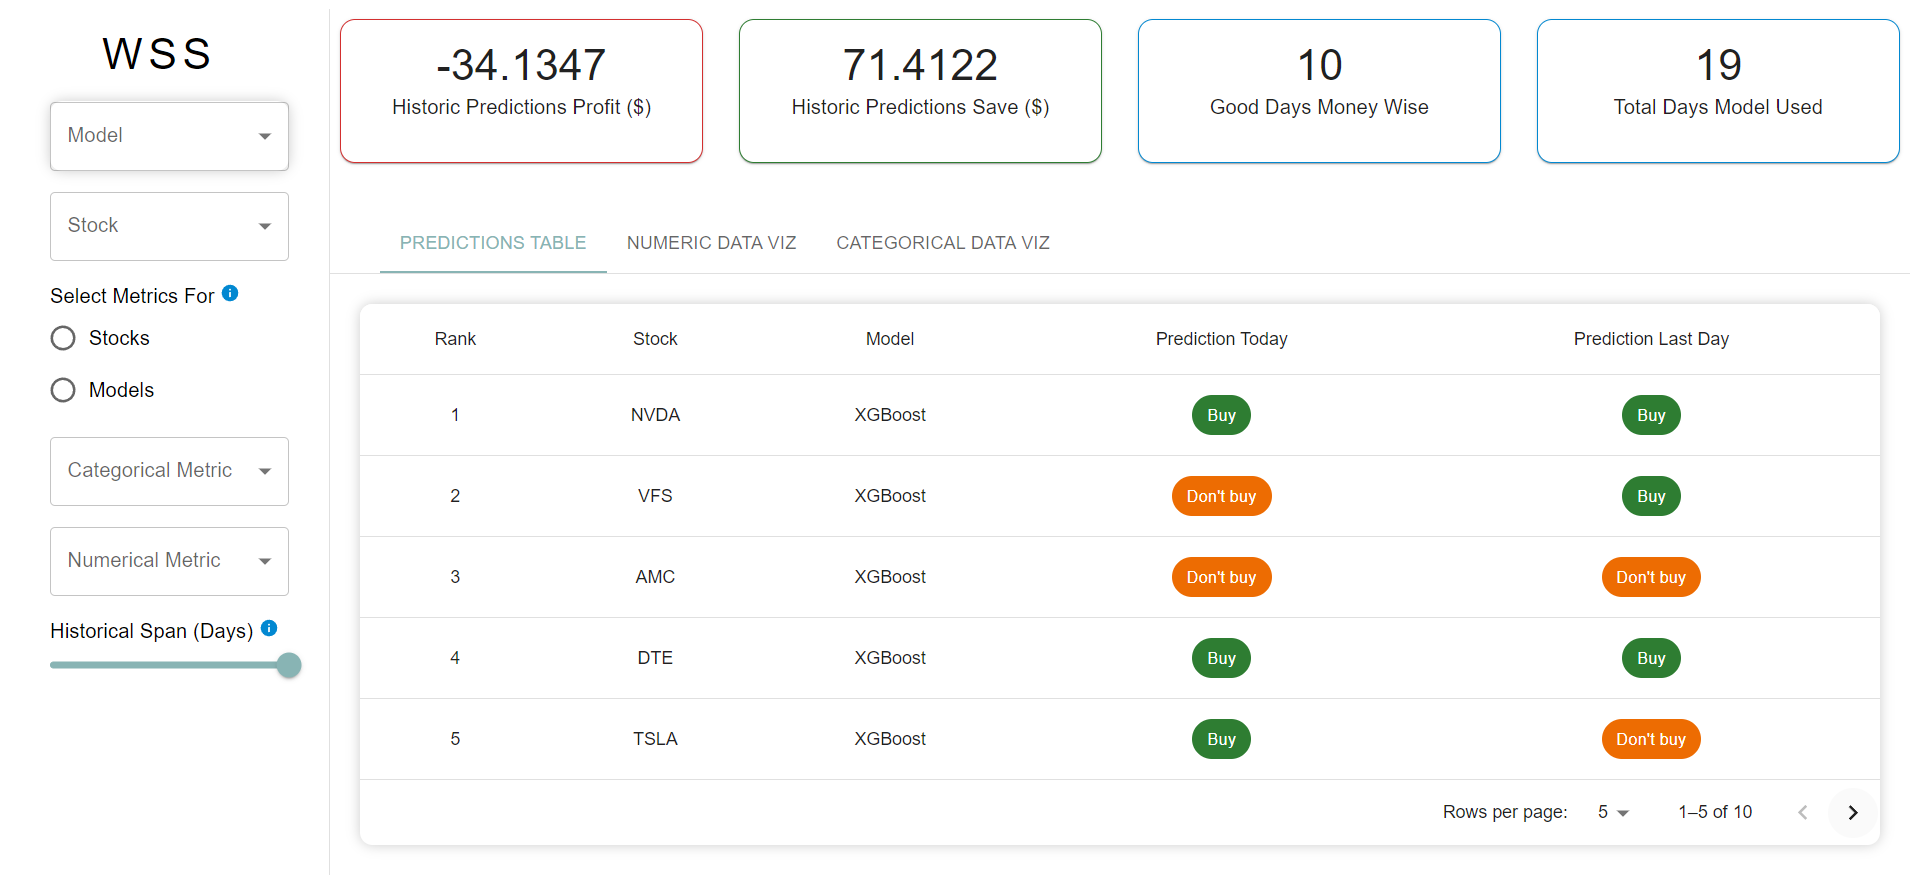 WSS
Model
Stock
Select Metrics For
Stocks
Models
Categorical Metric
Numerical Metric
Historical Span (Days)
-34.1347
Historic Predictions Profit ($)
71.4122
Historic Predictions Save ($)
10
Good Days Money Wise
19
Total Days Model Used
PREDICTIONS TABLE NUMERIC DATA VIZ CATEGORICAL DATA VIZ
Rank Stock Model Prediction Today Prediction Last Day
1 NVDA XGBoost Buy Buy
2 VFS XGBoost Don't buy Buy
3 AMC XGBoost Don't buy Don't buy
4 DTE XGBoost Buy Buy
5 TSLA XGBoost Buy Don't buy
Rows per page: 5 1–5 of 10